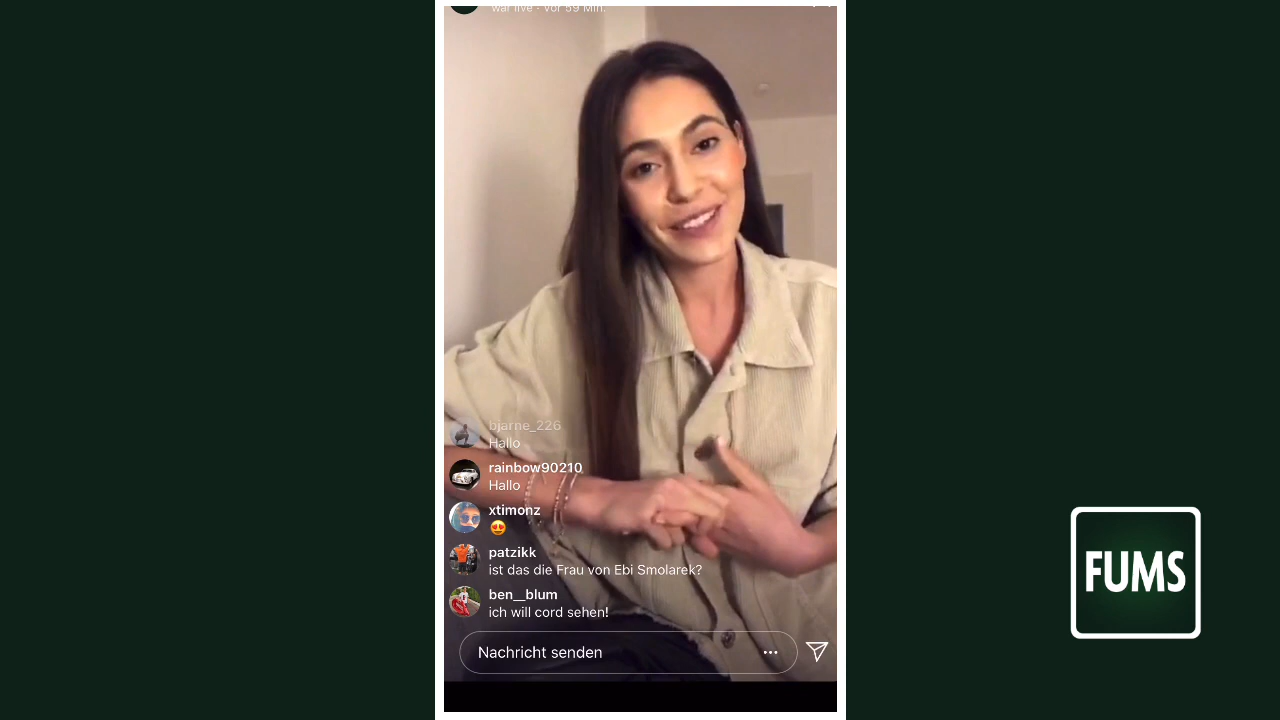 war live · vor 59 Min.
bjarne_226
Hallo
rainbow90210
Hallo
xtimonz
😍
patzikk
ist das die Frau von Ebi Smolarek?
ben__blum
ich will cord sehen!
Nachricht senden
FUMS